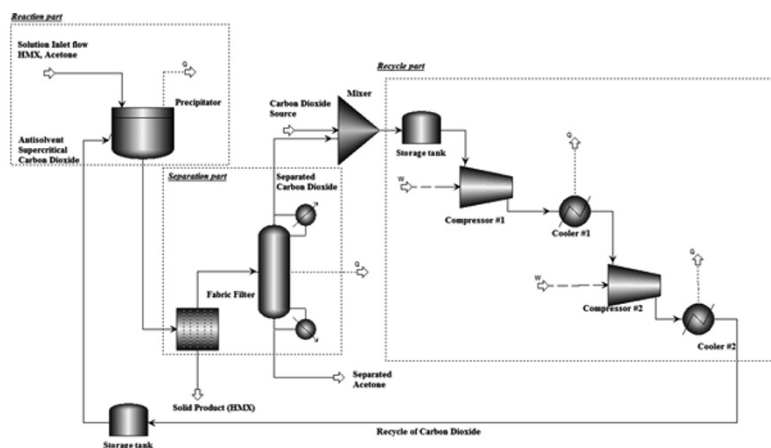 Reaction part
Solution Inlet flow
HMX, Acetone
Q
Precipitator
Antisolvent
Supercritical
Carbon Dioxide
Separation part
Separated
Carbon Dioxide
Fabric Filter
Q
Solid Product (HMX)
Separated
Acetone
Carbon Dioxide
Source
Mixer
Recycle part
Storage tank
W
Compressor #1
Q
Cooler #1
W
Compressor #2
Q
Cooler #2
Recycle of Carbon Dioxide
Storage tank